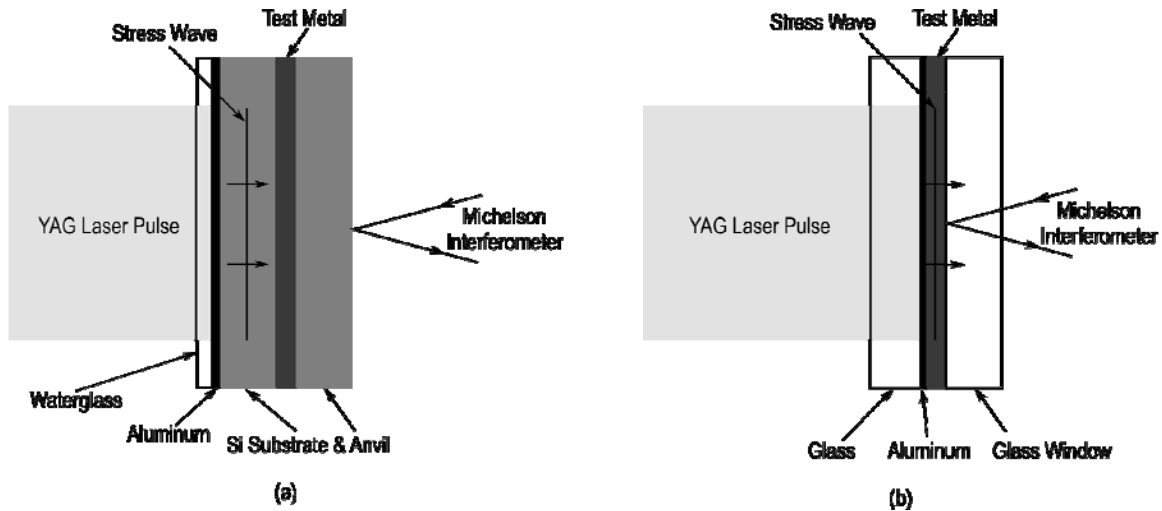 Test Metal
Stress Wave
YAG Laser Pulse
Michelson
Interferometer
Waterglass
Aluminum
Si Substrate & Anvil
(a)
Test Metal
Stress Wave
YAG Laser Pulse
Michelson
Interferometer
Glass
Aluminum
Glass Window
(b)